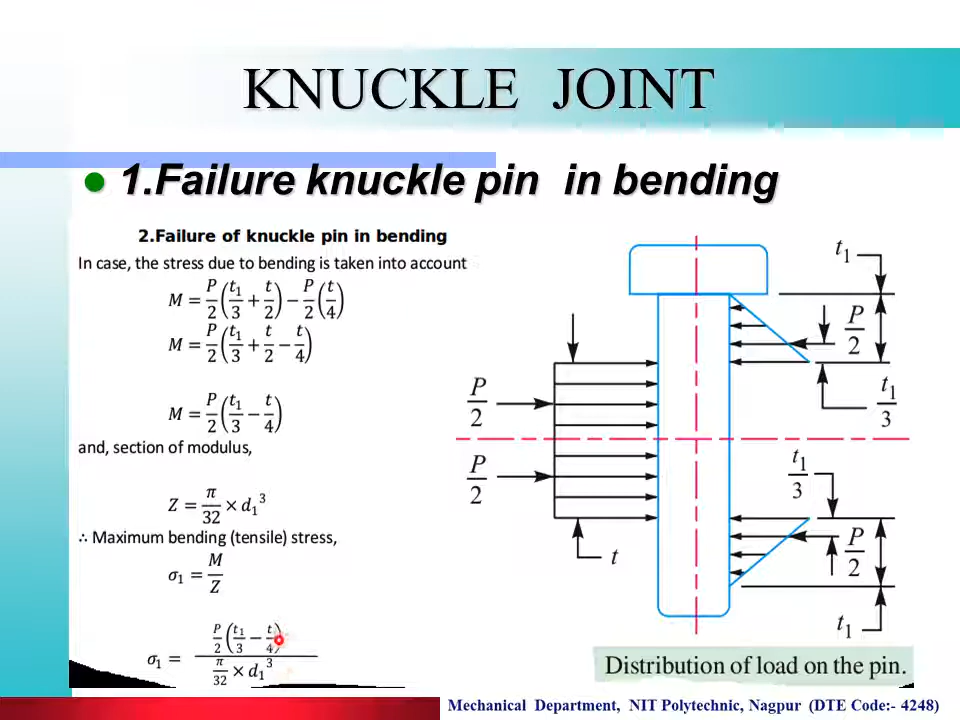 KNUCKLE JOINT
1.Failure knuckle pin in bending
2.Failure of knuckle pin in bending
In case, the stress due to bending is taken into account
M = P/2 (t₁/3 + t/2) − P/2 (t/4)
M = P/2 (t₁/3 + t/2 − t/4)
M = P/2 (t₁/3 − t/4)
and, section of modulus,
Z = π/32 × d₁³
∴ Maximum bending (tensile) stress,
σ₁ = M/Z
σ₁ = P/2 (t₁/3 − t/4) / π/32 × d₁³
t₁
P/2
t₁/3
P/2
P/2
t₁/3
t
P/2
t₁
Distribution of load on the pin.
Mechanical Department, NIT Polytechnic, Nagpur (DTE Code:- 4248)